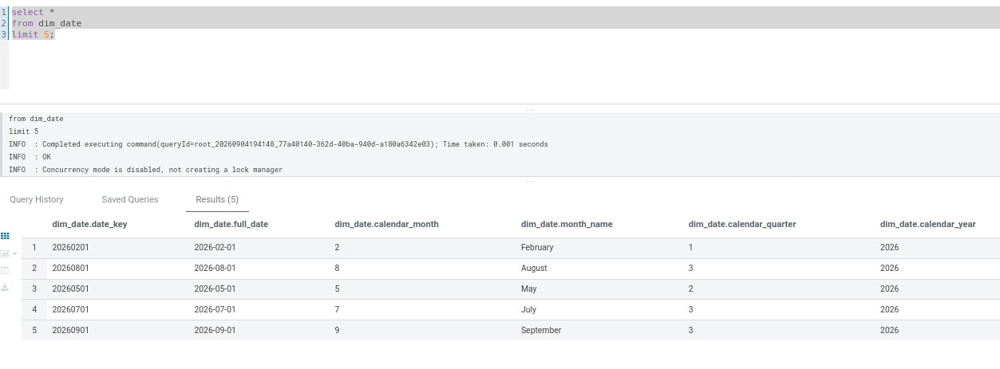 1 select *
2 from dim_date
3 limit 5;
from dim_date
limit 5
INFO  : Completed executing command(queryId=root_20260904194148_77a40140-362d-40ba-940d-a180a6342e03); Time taken: 0.001 seconds
INFO  : OK
INFO  : Concurrency mode is disabled, not creating a lock manager
Query History Saved Queries Results (5)
dim_date.date_key dim_date.full_date dim_date.calendar_month dim_date.month_name dim_date.calendar_quarter dim_date.calendar_year
1 20260201 2026-02-01 2 February 1 2026
2 20260801 2026-08-01 8 August 3 2026
3 20260501 2026-05-01 5 May 2 2026
4 20260701 2026-07-01 7 July 3 2026
5 20260901 2026-09-01 9 September 3 2026